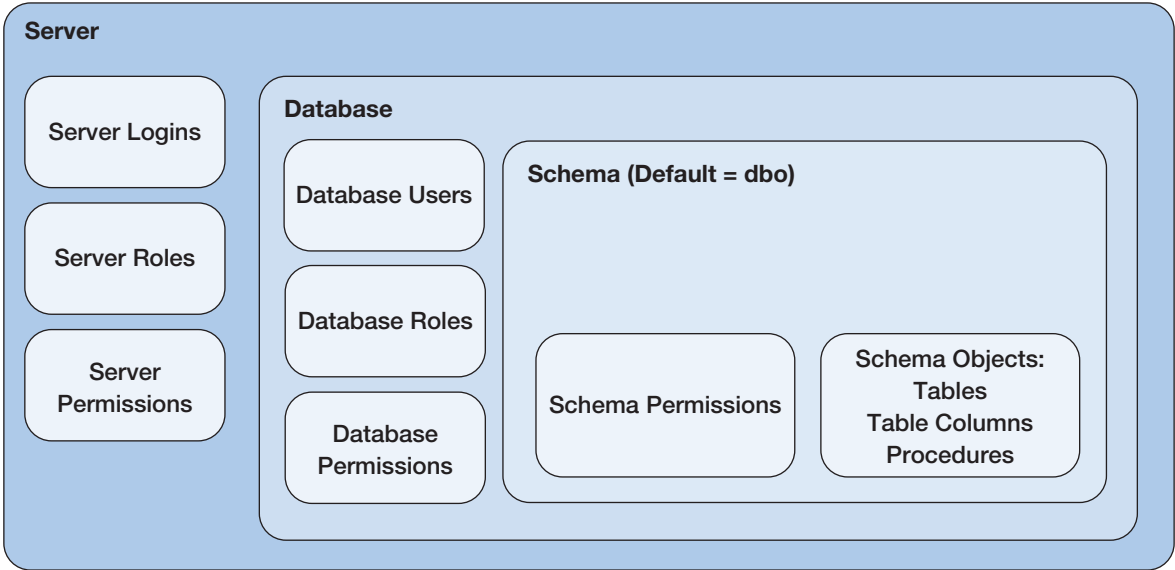 Server
Server Logins
Server Roles
Server
Permissions
Database
Database Users
Database Roles
Database
Permissions
Schema (Default = dbo)
Schema Permissions
Schema Objects:
Tables
Table Columns
Procedures